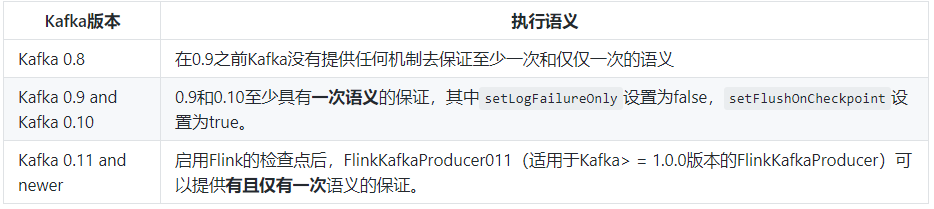 Kafka版本 执行语义
Kafka 0.8 在0.9之前Kafka没有提供任何机制去保证至少一次和仅仅一次的语义
Kafka 0.9 and
Kafka 0.10
0.9和0.10至少具有一次语义的保证，其中 setLogFailureOnly 设置为false， setFlushOnCheckpoint 设
置为true。
Kafka 0.11 and
newer
启用Flink的检查点后，FlinkKafkaProducer011（适用于Kafka> = 1.0.0版本的FlinkKafkaProducer）可
以提供有且仅有一次语义的保证。